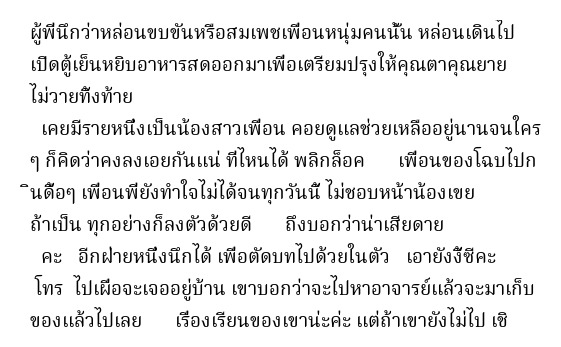 ผู้พี่นึกว่าหล่อนขบขันหรือสมเพชเพื่อนหนุ่มคนนั้น หล่อนเดินไป
เปิดตู้เย็นหยิบอาหารสดออกมาเพื่อเตรียมปรุงให้คุณตาคุณยาย
ไม่วายทิ้งท้าย
เคยมีรายหนึ่งเป็นน้องสาวเพื่อน คอยดูแลช่วยเหลืออยู่นานจนใคร
ๆ ก็คิดว่าคงลงเอยกันแน่ ที่ไหนได้ พลิกล็อค เพื่อนของโฉบไปก
ินดื้อๆ เพื่อนพี่ยังทำใจไม่ได้จนทุกวันนี้ ไม่ชอบหน้าน้องเขย
ถ้าเป็น ทุกอย่างก็ลงตัวด้วยดี ถึงบอกว่าน่าเสียดาย
คะ อีกฝ่ายหนึ่งนึกได้ เพื่อตัดบทไปด้วยในตัว เอายังงี้ซีคะ
โทร ไปเผื่อจะเจออยู่บ้าน เขาบอกว่าจะไปหาอาจารย์แล้วจะมาเก็บ
ของแล้วไปเลย เรื่องเรียนของเขาน่ะค่ะ แต่ถ้าเขายังไม่ไป เชิ